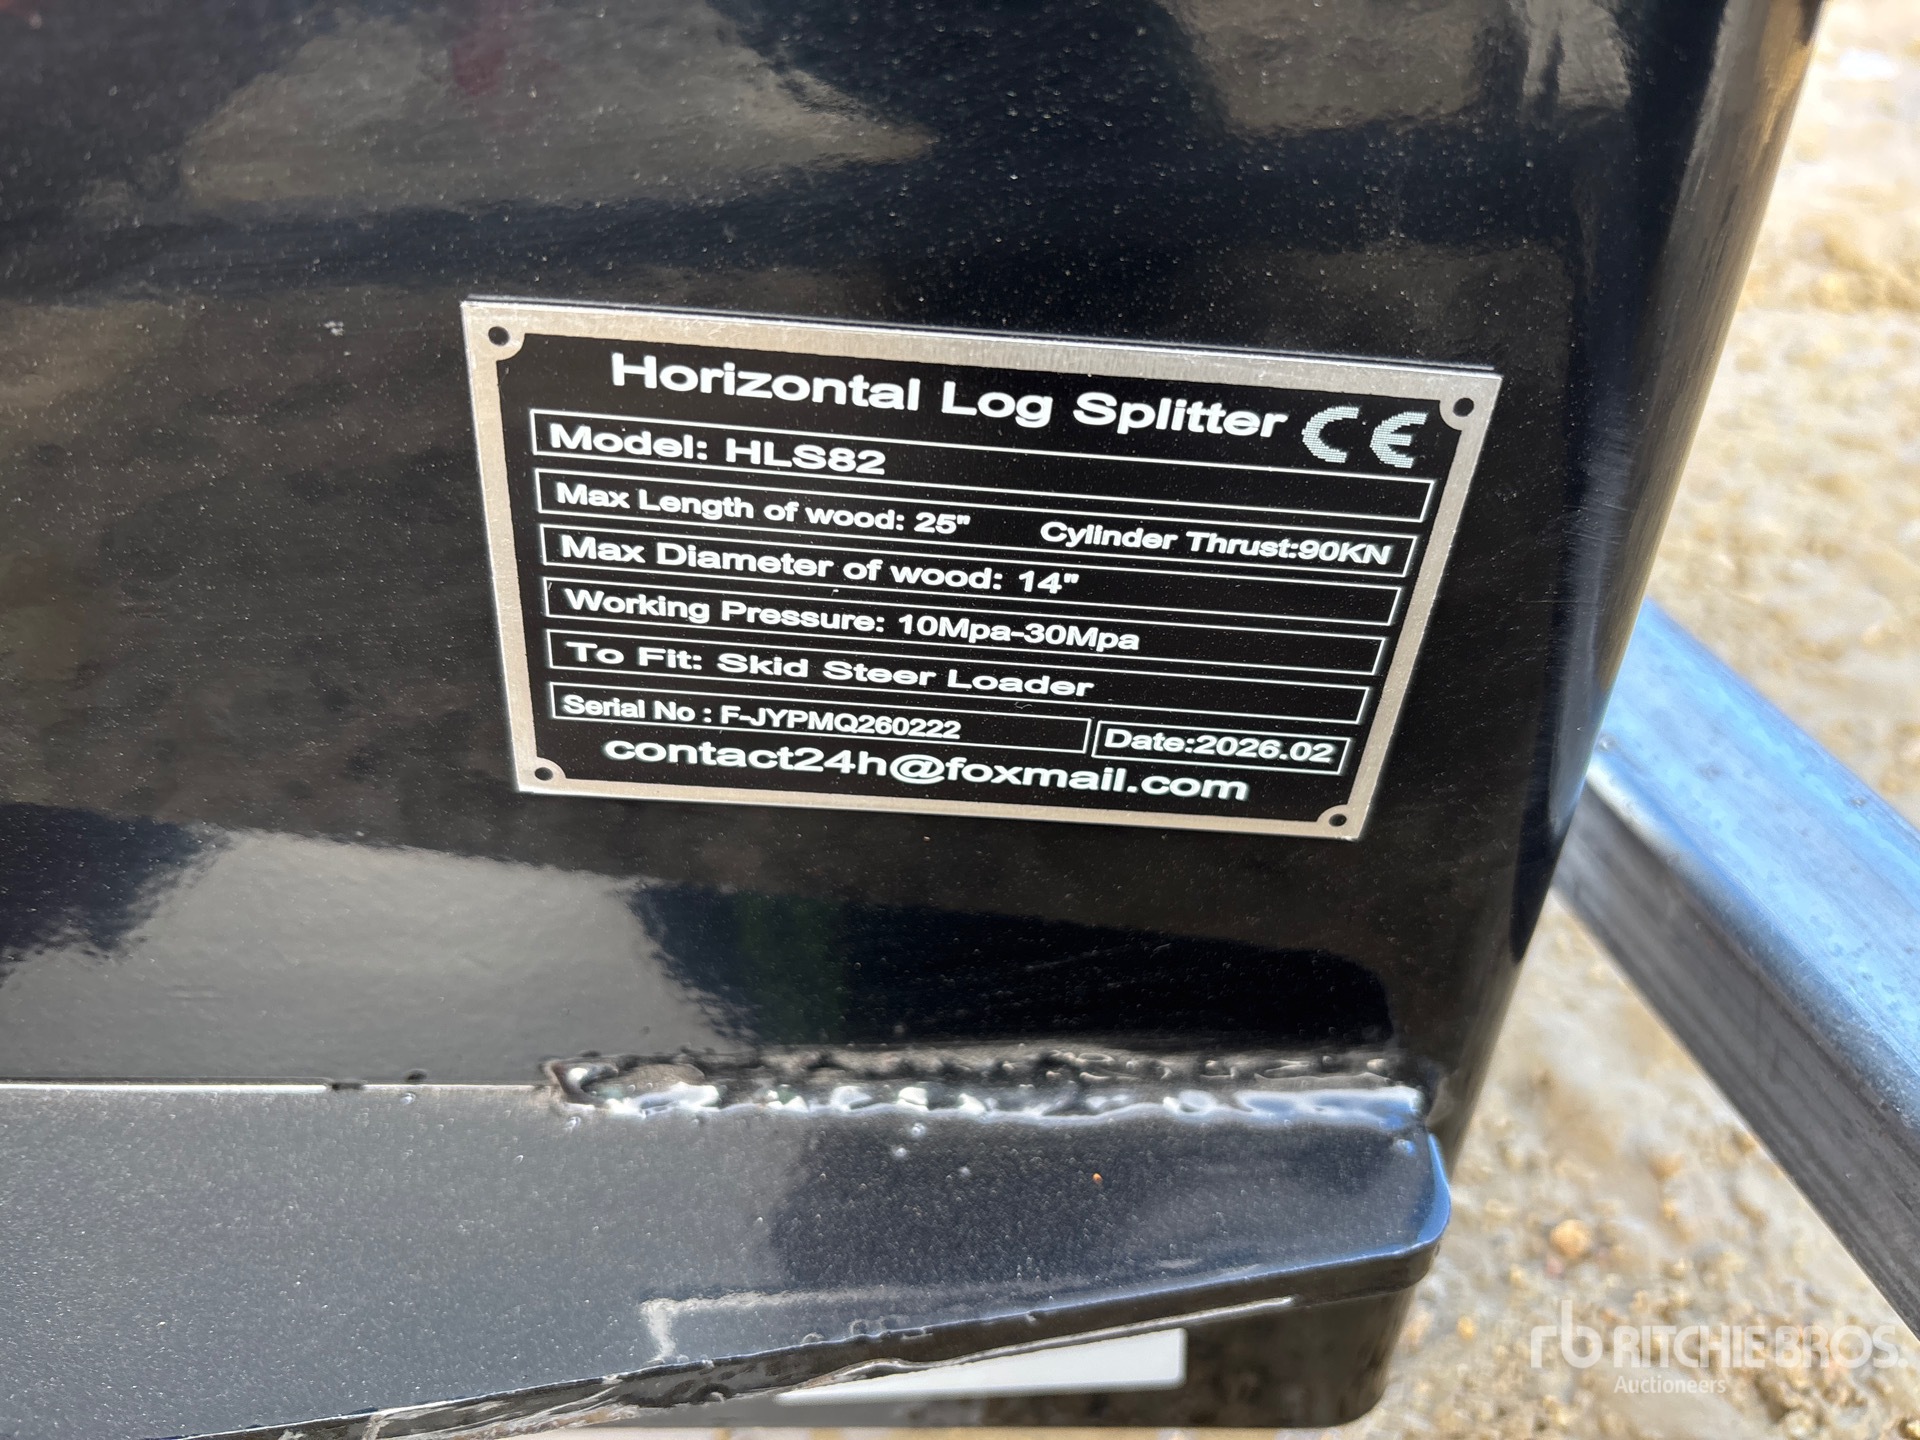 Horizontal Log Splitter CE
Model: HLS82
Max Length of wood: 25" Cylinder Thrust:90KN
Max Diameter of wood: 14"
Working Pressure: 10Mpa-30Mpa
To Fit: Skid Steer Loader
Serial No : F-JYPMQ260222 Date:2026.02
contact24h@foxmail.com
rb RITCHIE BROS.
Auctioneers